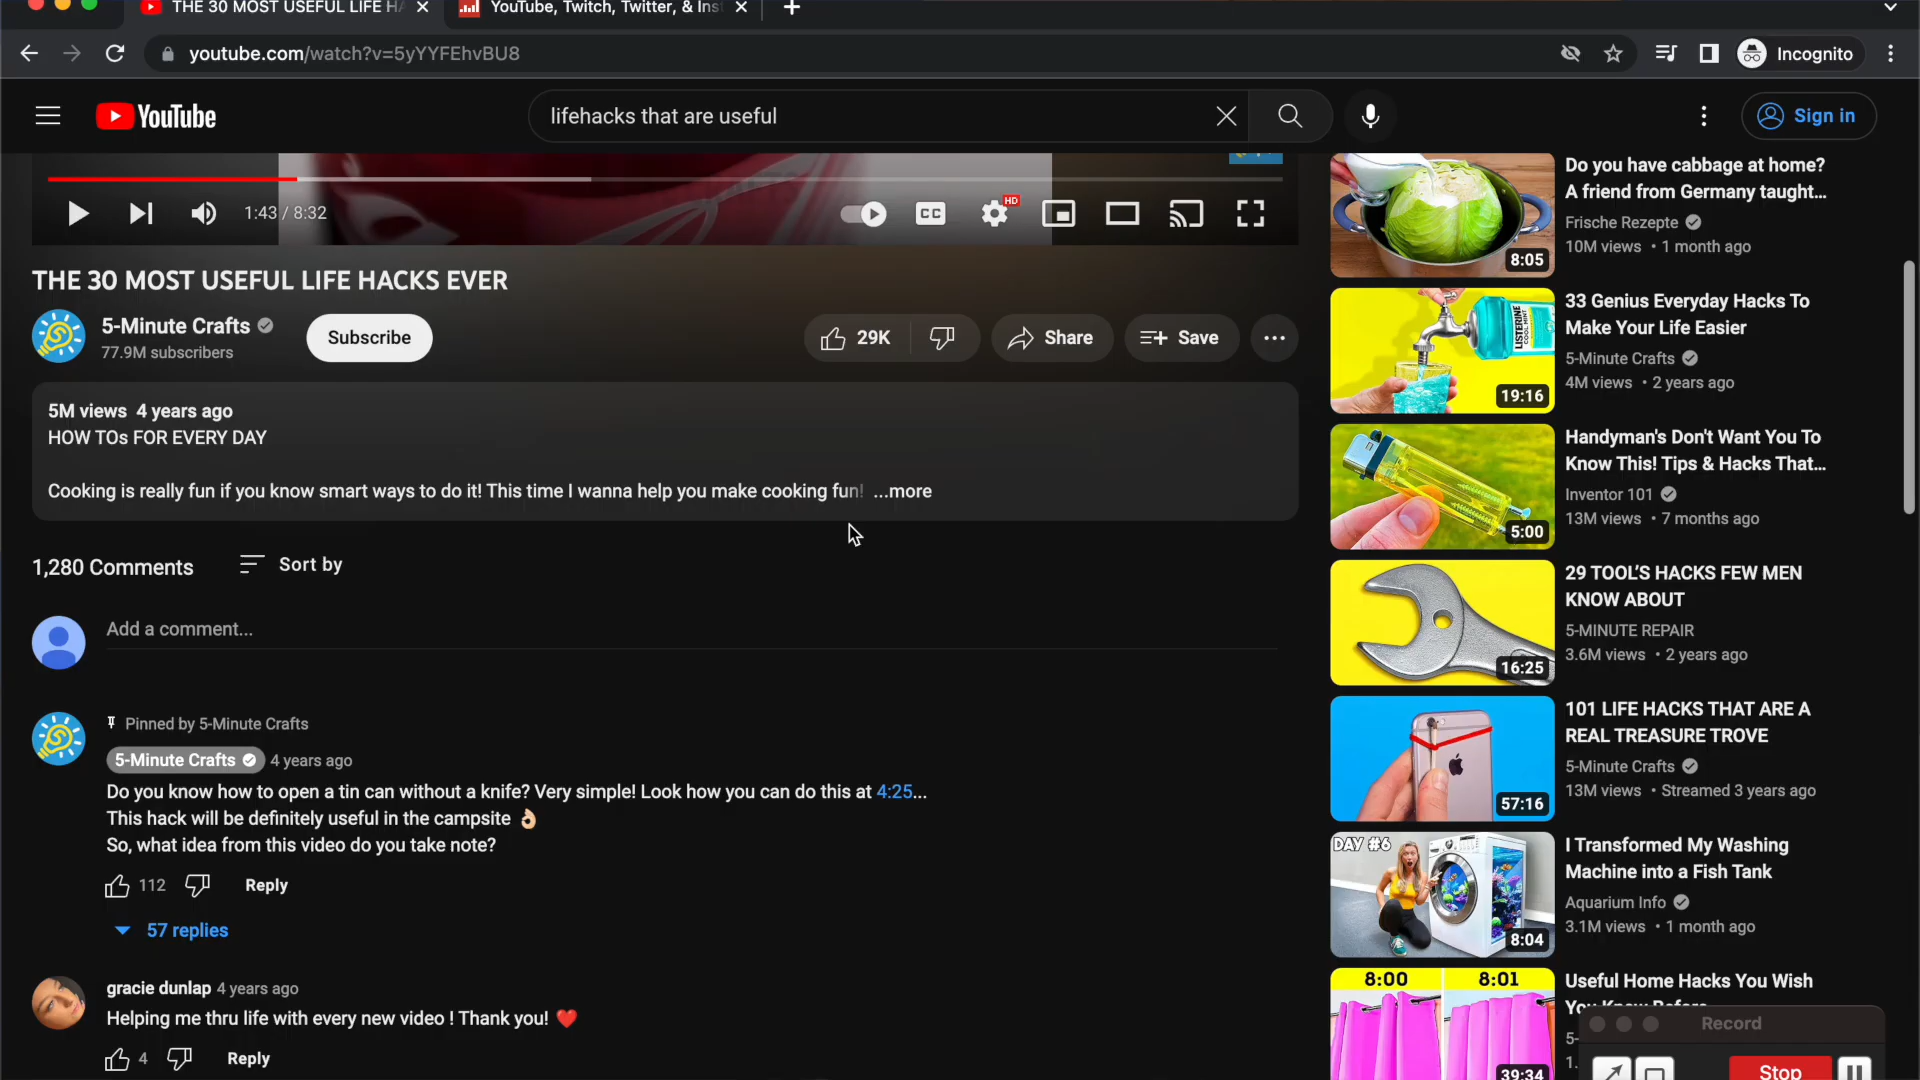 THE 30 MOST USEFUL LIFE HA
YouTube, Twitch, Twitter, & Ins
youtube.com/watch?v=5yYYFEhvBU8
Incognito
YouTube
lifehacks that are useful
Sign in
1:43 / 8:32
CC
HD
THE 30 MOST USEFUL LIFE HACKS EVER
5-Minute Crafts
77.9M subscribers
Subscribe
29K
Share
Save
5M views 4 years ago
HOW TOs FOR EVERY DAY
Cooking is really fun if you know smart ways to do it! This time I wanna help you make cooking fun! ...more
1,280 Comments
Sort by
Add a comment...
Pinned by 5-Minute Crafts
5-Minute Crafts 4 years ago
Do you know how to open a tin can without a knife? Very simple! Look how you can do this at 4:25...
This hack will be definitely useful in the campsite 👌🏻
So, what idea from this video do you take note?
112
Reply
57 replies
gracie dunlap 4 years ago
Helping me thru life with every new video ! Thank you! ❤️
4
Reply
8:05
Do you have cabbage at home?
A friend from Germany taught...
Frische Rezepte
10M views • 1 month ago
LISTERINE
COOL MINT
19:16
33 Genius Everyday Hacks To
Make Your Life Easier
5-Minute Crafts
4M views • 2 years ago
5:00
Handyman's Don't Want You To
Know This! Tips & Hacks That...
Inventor 101
13M views • 7 months ago
16:25
29 TOOL'S HACKS FEW MEN
KNOW ABOUT
5-MINUTE REPAIR
3.6M views • 2 years ago
57:16
101 LIFE HACKS THAT ARE A
REAL TREASURE TROVE
5-Minute Crafts
13M views • Streamed 3 years ago
DAY #6
8:04
I Transformed My Washing
Machine into a Fish Tank
Aquarium Info
3.1M views • 1 month ago
8:00
8:01
39:34
Useful Home Hacks You Wish
You Knew Before
5-
1.
Record
Stop